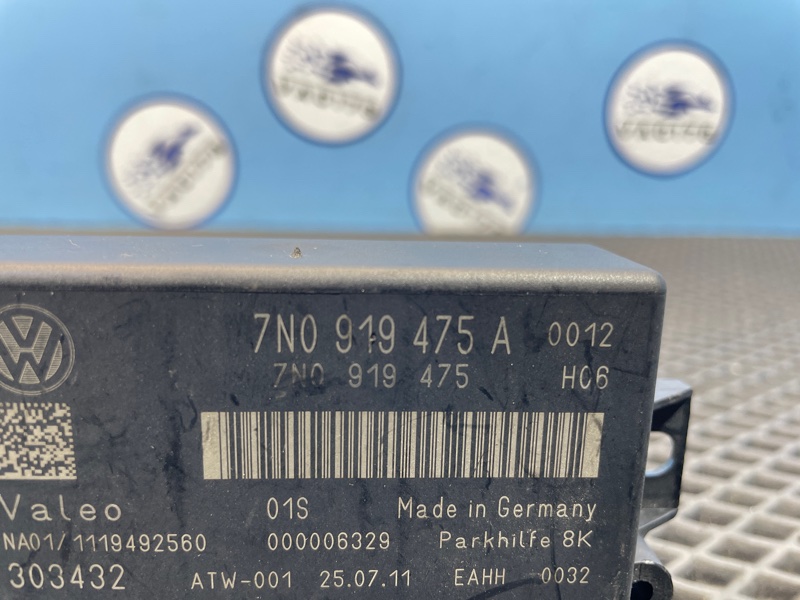 7N0 919 475 A 0012
7N0 919 475 H06
Valeo 01S Made in Germany
NA01/1119492560 000006329 Parkhilfe 8K
303432 ATW-001 25.07.11 EAHH 0032